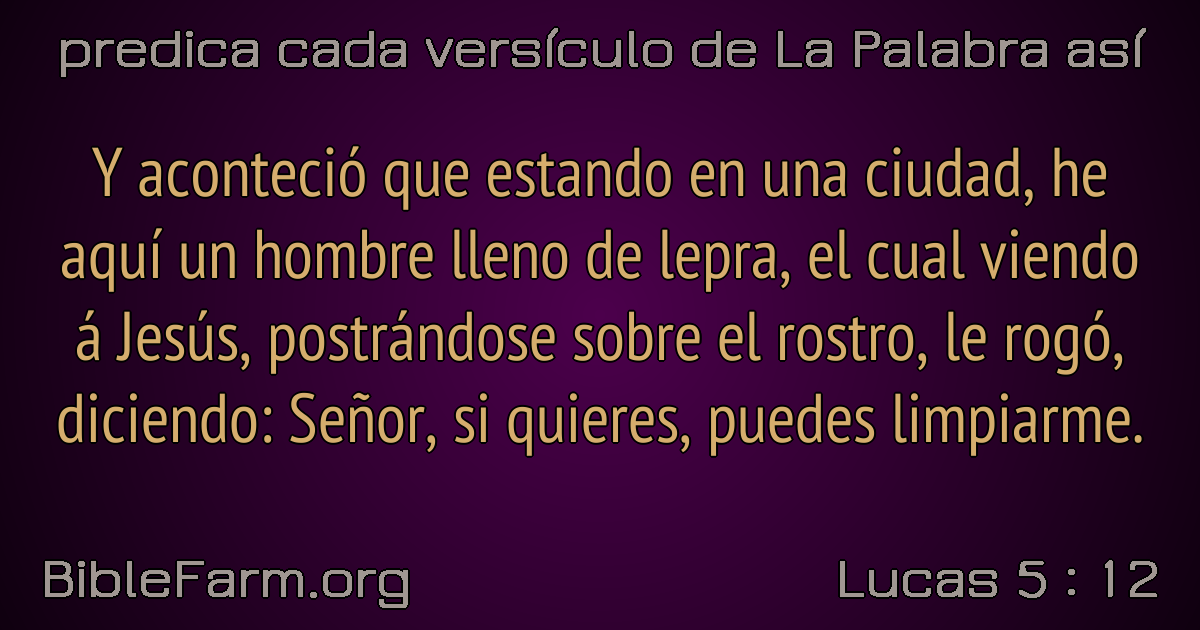 predica cada versículo de La Palabra así
Y aconteció que estando en una ciudad, he
aquí un hombre lleno de lepra, el cual viendo
á Jesús, postrándose sobre el rostro, le rogó,
diciendo: Señor, si quieres, puedes limpiarme.
BibleFarm.org
Lucas 5 : 12